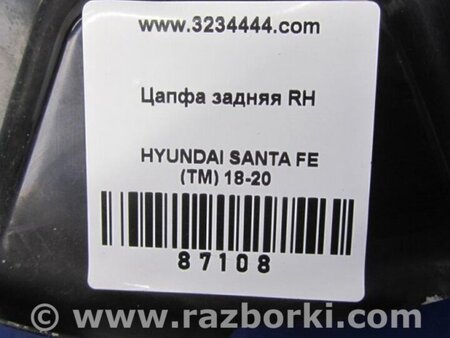 www.3234444.com
Цапфа задняя RH
HYUNDAI SANTA FE
(TM) 18-20
87108
© www.razborki.com